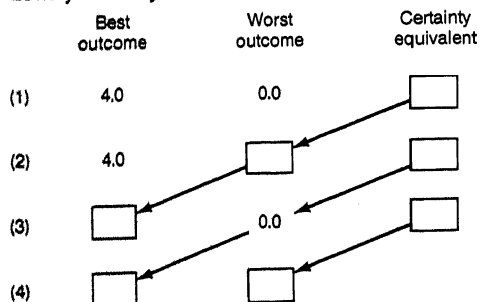 Best outcome Worst outcome Certainty equivalent
(1) 4.0 0.0
(2) 4.0
(3) 0.0
(4)